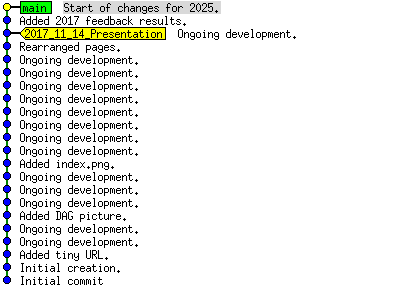 main Start of changes for 2025.
Added 2017 feedback results.
2017_11_14_Presentation Ongoing development.
Rearranged pages.
Ongoing development.
Ongoing development.
Ongoing development.
Ongoing development.
Ongoing development.
Ongoing development.
Ongoing development.
Ongoing development.
Added index.png.
Ongoing development.
Ongoing development.
Ongoing development.
Added DAG picture.
Ongoing development.
Ongoing development.
Added tiny URL.
Initial creation.
Initial commit